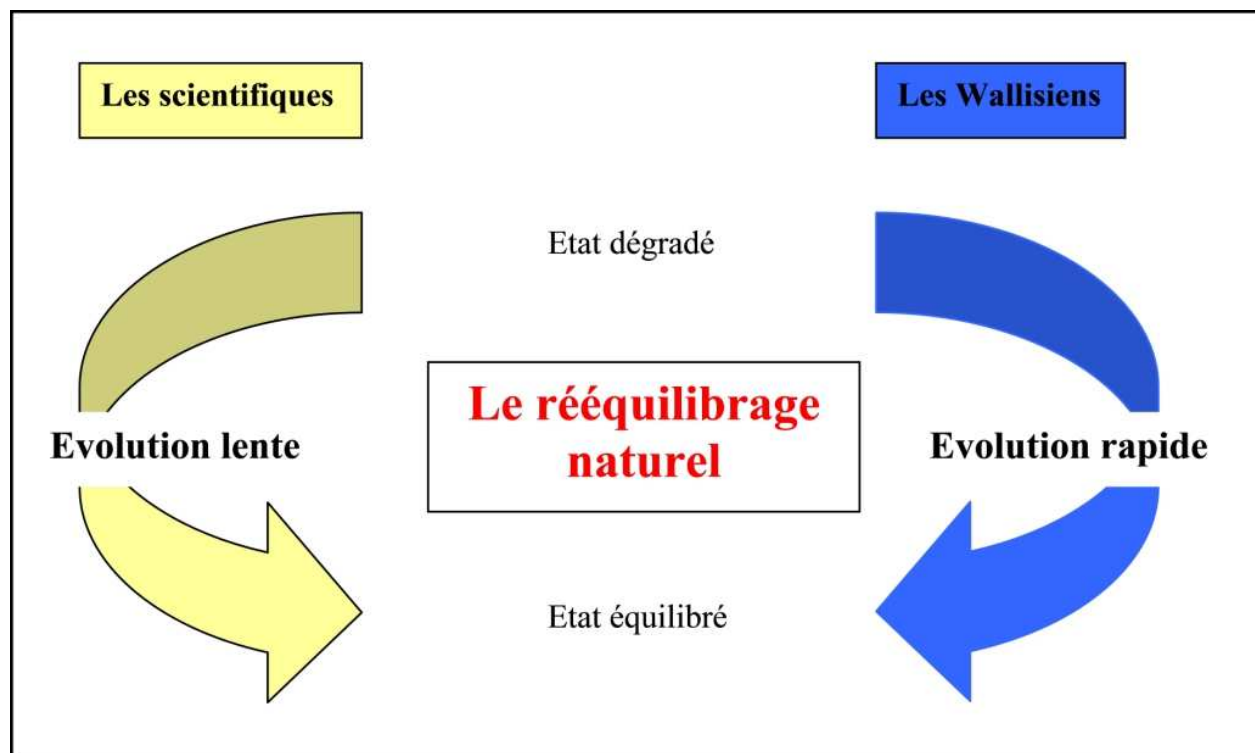 Les scientifiques
Les Wallisiens
Etat dégradé
Le rééquilibrage
naturel
Evolution lente
Evolution rapide
Etat équilibré